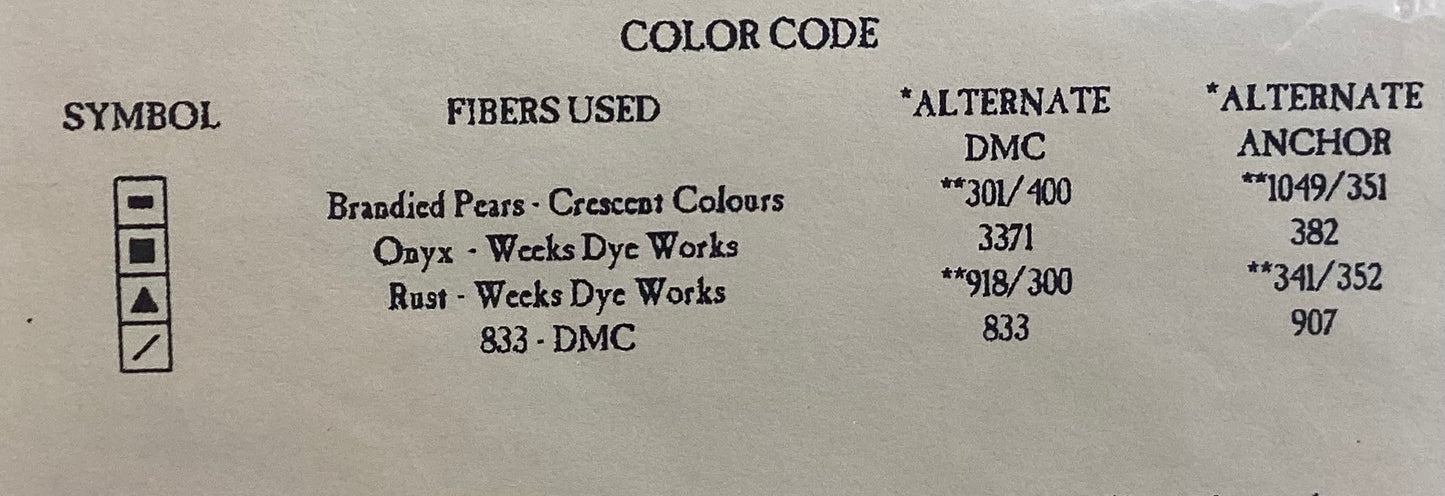 COLOR CODE
SYMBOL FIBERS USED *ALTERNATE DMC *ALTERNATE ANCHOR
Brandied Pears - Crescent Colours **301/400 **1049/351
Onyx - Weeks Dye Works 3371 382
Rust - Weeks Dye Works **918/300 **341/352
833 - DMC 833 907